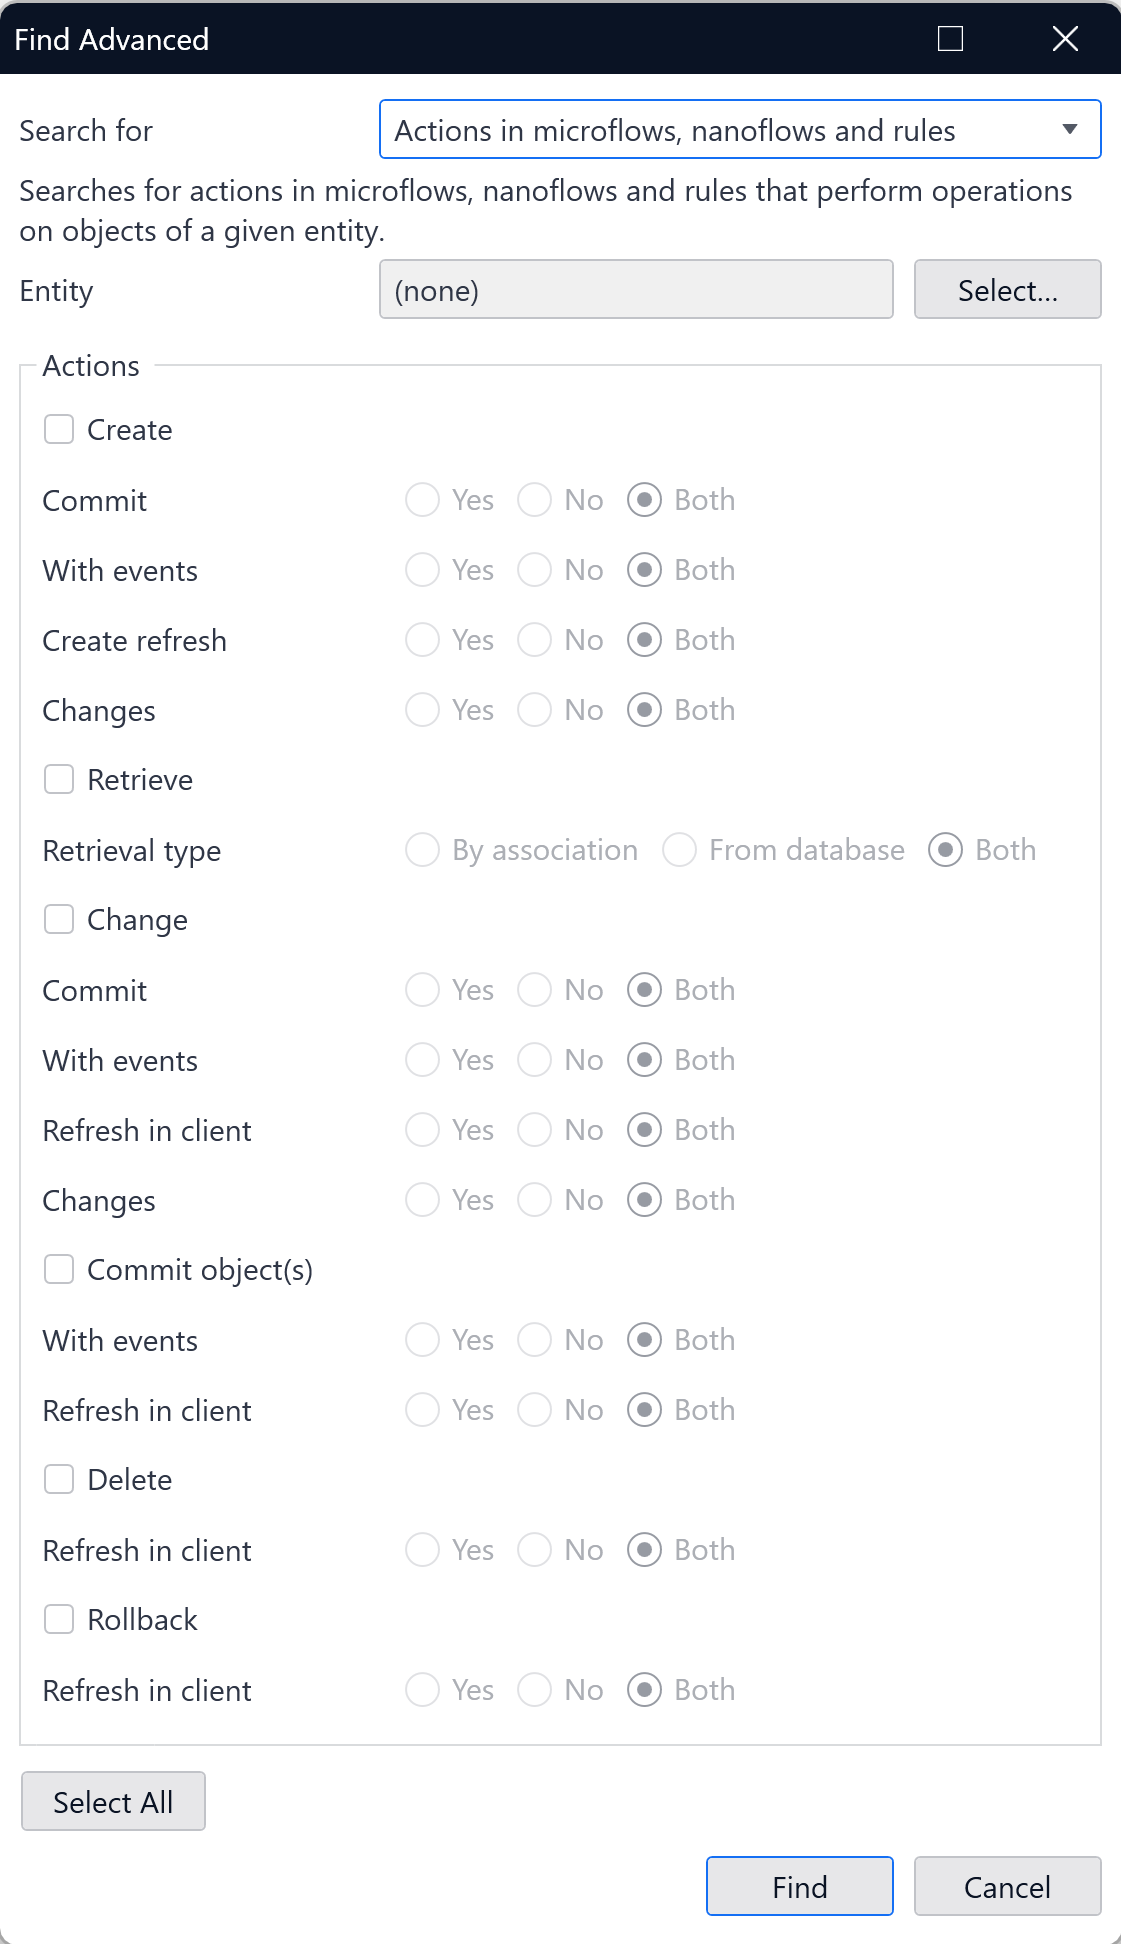 Find Advanced
Search for Actions in microflows, nanoflows and rules
Searches for actions in microflows, nanoflows and rules that perform operations
on objects of a given entity.
Entity (none) Select...
Actions
Create
Commit Yes No Both
With events Yes No Both
Create refresh Yes No Both
Changes Yes No Both
Retrieve
Retrieval type By association From database Both
Change
Commit Yes No Both
With events Yes No Both
Refresh in client Yes No Both
Changes Yes No Both
Commit object(s)
With events Yes No Both
Refresh in client Yes No Both
Delete
Refresh in client Yes No Both
Rollback
Refresh in client Yes No Both
Select All
Find Cancel